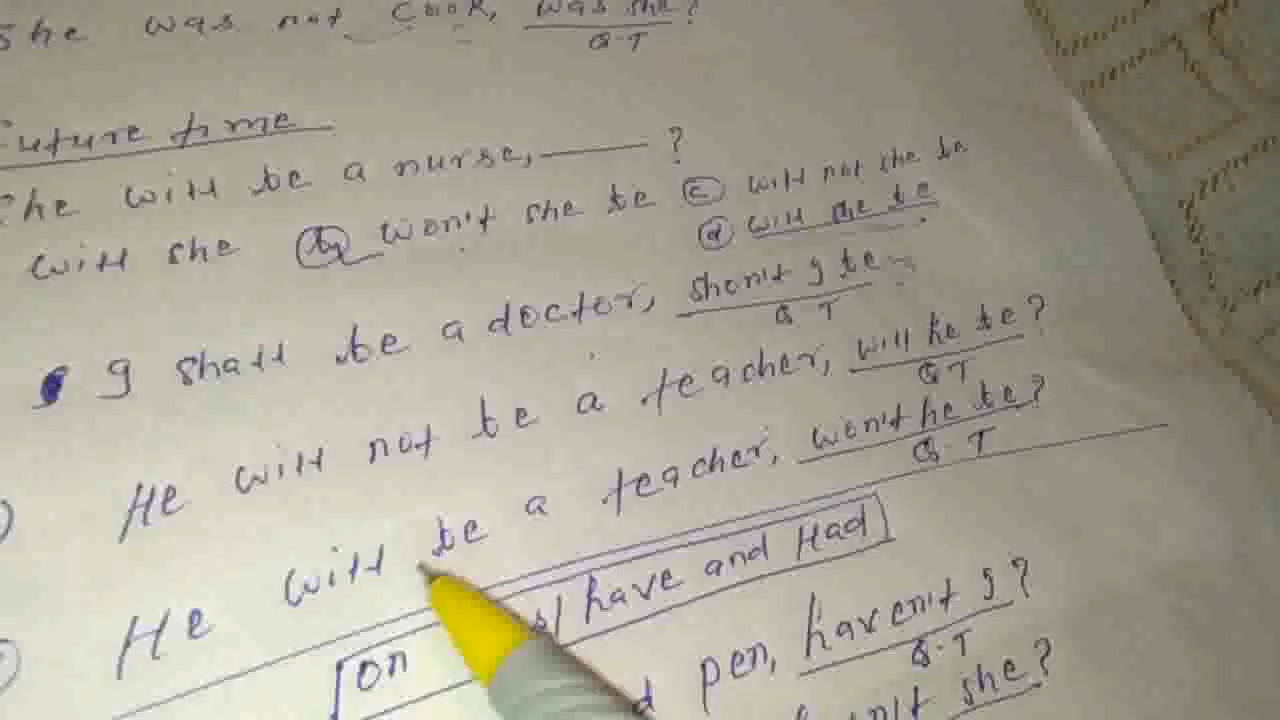 She was not cook, was she?
Q.T
Future time
She will be a nurse, ______ ?
will she (b) won't she be (c) will not she be
(d) will she be
I shall be a doctor, shan't I be
Q T
He will not be a teacher, will he be?
QT
He will be a teacher, won't he be?
Q.T
on have and Had
pen, haven't I?
Q.T
she?